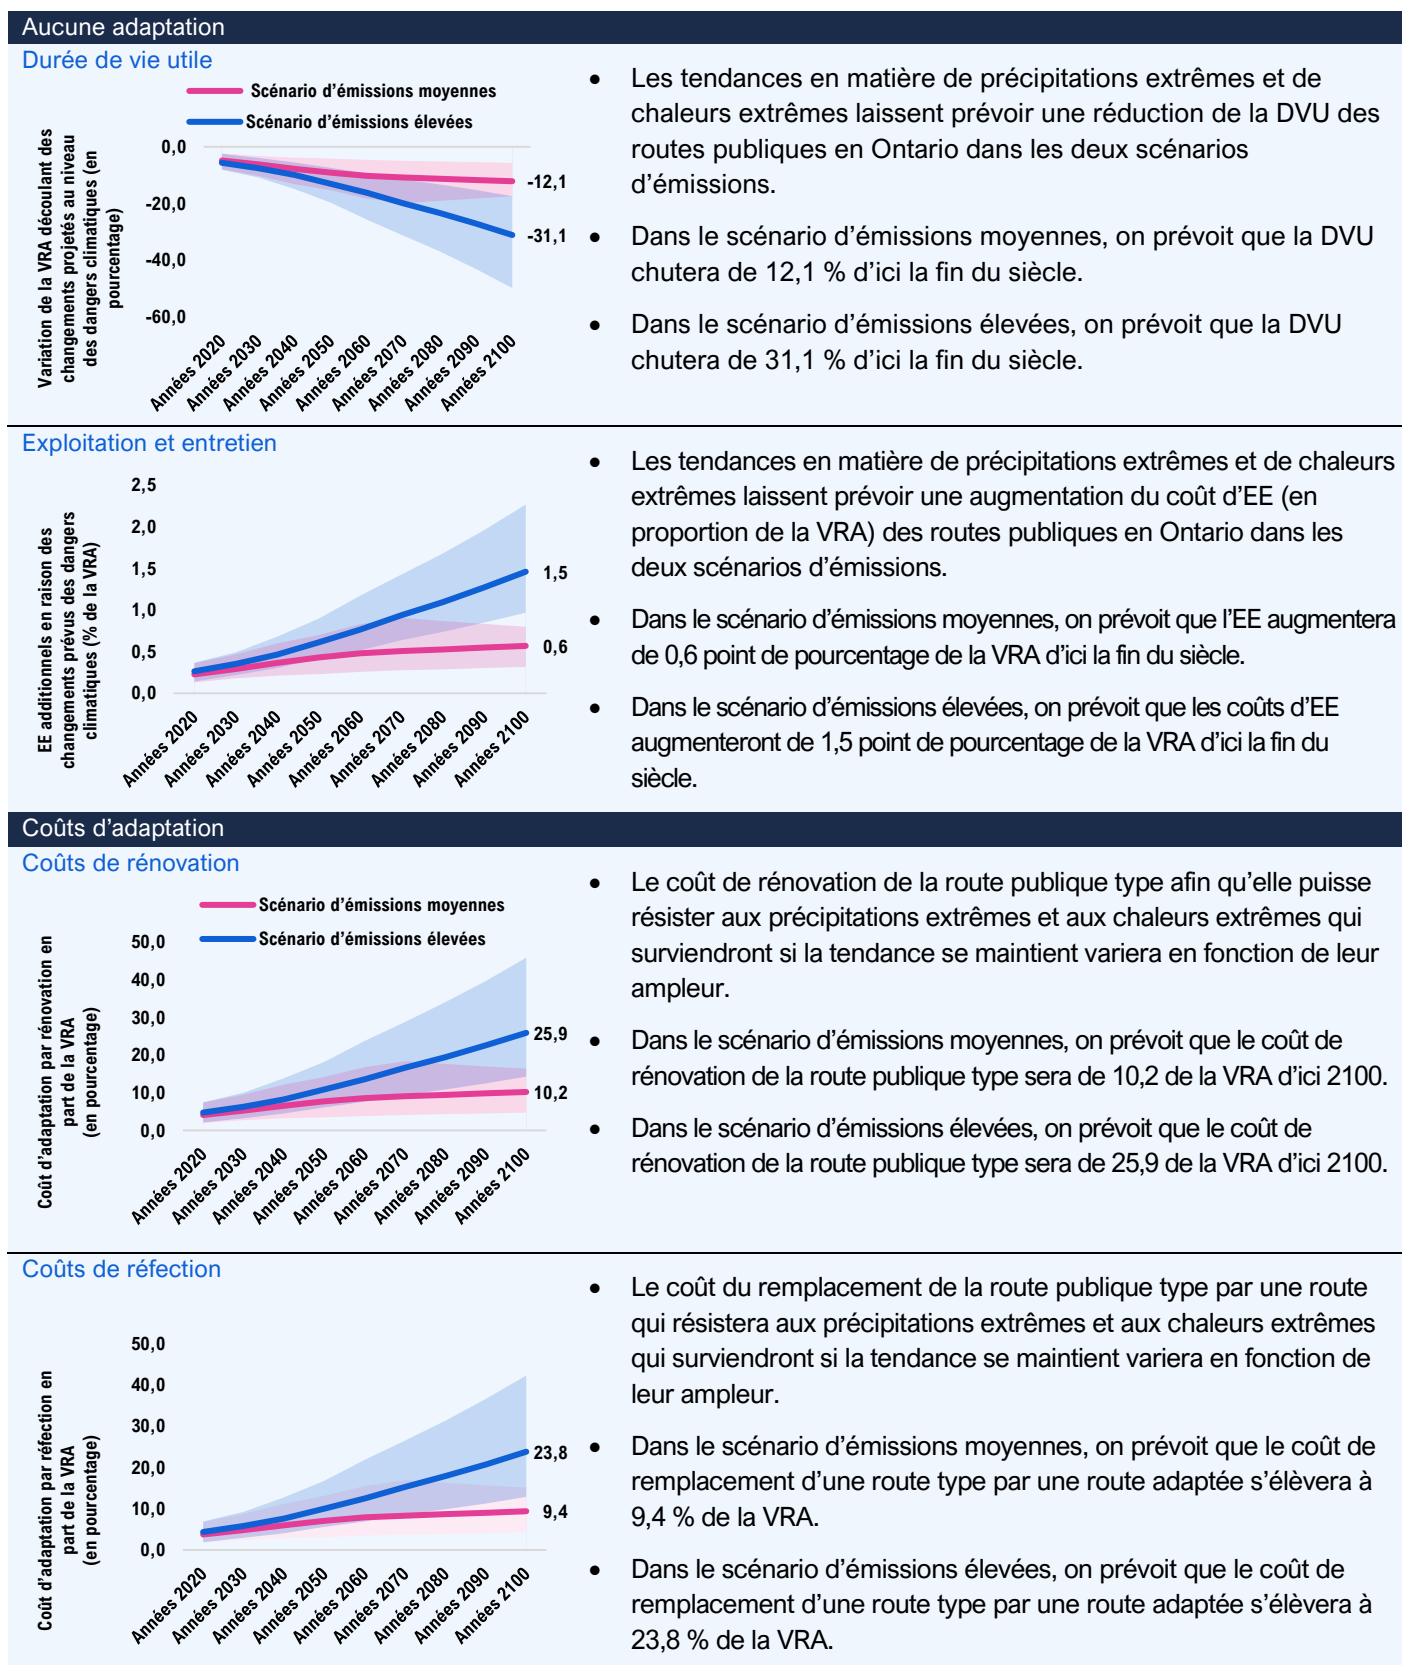 Aucune adaptation
Durée de vie utile
Scénario d'émissions moyennes
Scénario d'émissions élevées
Variation de la VRA découlant des
changements projetés au niveau
des dangers climatiques (en
pourcentage)
0,0
-20,0
-40,0
-60,0
-12,1
-31,1
Années 2020
Années 2030
Années 2040
Années 2050
Années 2060
Années 2070
Années 2080
Années 2090
Années 2100
• Les tendances en matière de précipitations extrêmes et de
chaleurs extrêmes laissent prévoir une réduction de la DVU des
routes publiques en Ontario dans les deux scénarios
d'émissions.
• Dans le scénario d'émissions moyennes, on prévoit que la DVU
chutera de 12,1 % d'ici la fin du siècle.
• Dans le scénario d'émissions élevées, on prévoit que la DVU
chutera de 31,1 % d'ici la fin du siècle.
Exploitation et entretien
EE additionnels en raison des
changements prévus des dangers
climatiques (% de la VRA)
2,5
2,0
1,5
1,0
0,5
0,0
1,5
0,6
Années 2020
Années 2030
Années 2040
Années 2050
Années 2060
Années 2070
Années 2080
Années 2090
Années 2100
• Les tendances en matière de précipitations extrêmes et de chaleurs
extrêmes laissent prévoir une augmentation du coût d'EE (en
proportion de la VRA) des routes publiques en Ontario dans les
deux scénarios d'émissions.
• Dans le scénario d'émissions moyennes, on prévoit que l'EE augmentera
de 0,6 point de pourcentage de la VRA d'ici la fin du siècle.
• Dans le scénario d'émissions élevées, on prévoit que les coûts d'EE
augmenteront de 1,5 point de pourcentage de la VRA d'ici la fin du
siècle.
Coûts d'adaptation
Coûts de rénovation
Scénario d'émissions moyennes
Scénario d'émissions élevées
Coût d'adaptation par rénovation en
part de la VRA
(en pourcentage)
50,0
40,0
30,0
20,0
10,0
0,0
25,9
10,2
Années 2020
Années 2030
Années 2040
Années 2050
Années 2060
Années 2070
Années 2080
Années 2090
Années 2100
• Le coût de rénovation de la route publique type afin qu'elle puisse
résister aux précipitations extrêmes et aux chaleurs extrêmes qui
surviendront si la tendance se maintient variera en fonction de leur
ampleur.
• Dans le scénario d'émissions moyennes, on prévoit que le coût de
rénovation de la route publique type sera de 10,2 de la VRA d'ici 2100.
• Dans le scénario d'émissions élevées, on prévoit que le coût de
rénovation de la route publique type sera de 25,9 de la VRA d'ici 2100.
Coûts de réfection
Coût d'adaptation par réfection en
part de la VRA
(en pourcentage)
50,0
40,0
30,0
20,0
10,0
0,0
23,8
9,4
Années 2020
Années 2030
Années 2040
Années 2050
Années 2060
Années 2070
Années 2080
Années 2090
Années 2100
• Le coût du remplacement de la route publique type par une route
qui résistera aux précipitations extrêmes et aux chaleurs extrêmes
qui surviendront si la tendance se maintient variera en fonction de
leur ampleur.
• Dans le scénario d'émissions moyennes, on prévoit que le coût de
remplacement d'une route type par une route adaptée s'élèvera à
9,4 % de la VRA.
• Dans le scénario d'émissions élevées, on prévoit que le coût de
remplacement d'une route type par une route adaptée s'élèvera à
23,8 % de la VRA.